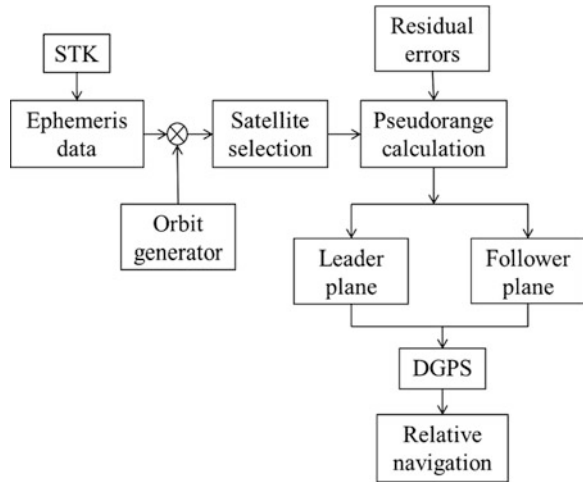 STK
Residual
errors
Ephemeris
data
Satellite
selection
Pseudorange
calculation
Orbit
generator
Leader
plane
Follower
plane
DGPS
Relative
navigation